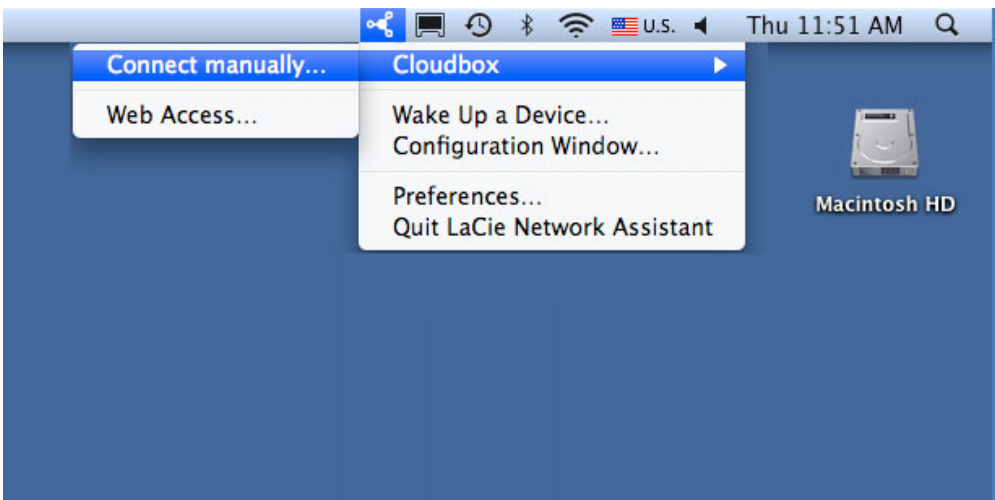 U.S. Thu 11:51 AM
Connect manually...
Web Access...
Cloudbox
Wake Up a Device...
Configuration Window...
Preferences...
Quit LaCie Network Assistant
Macintosh HD